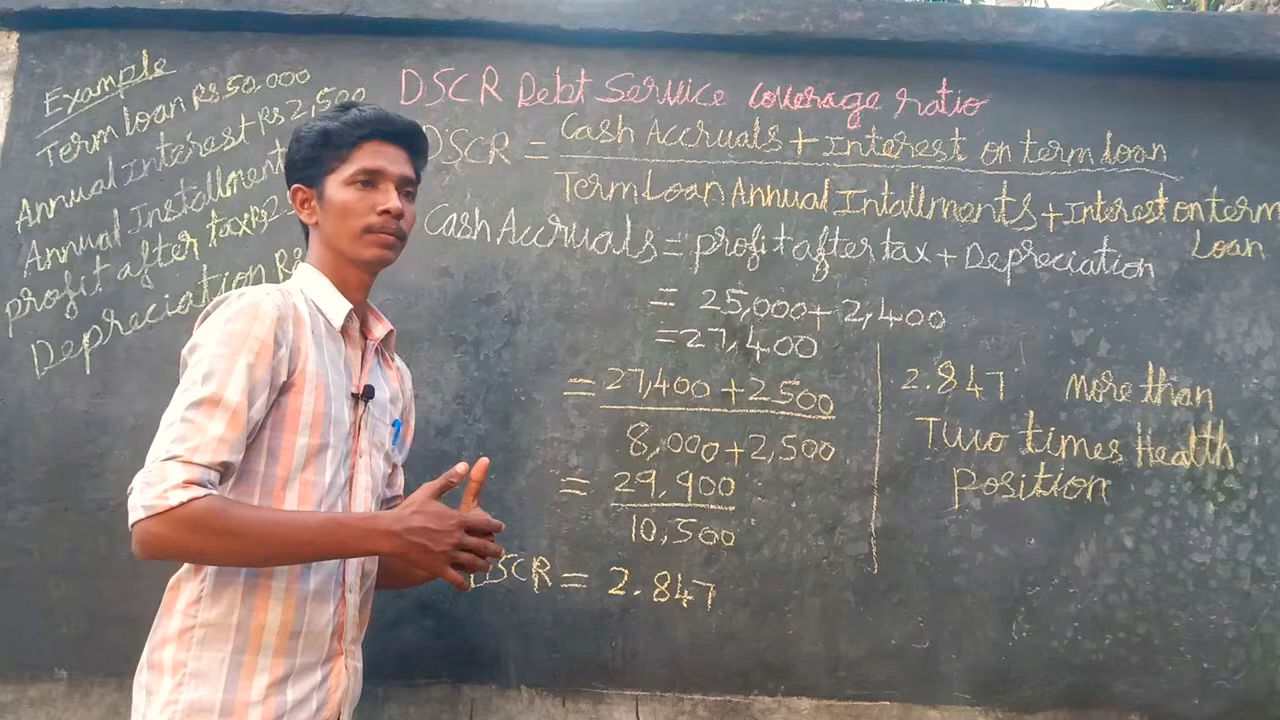 Example
Term loan Rs.50.000
Annual Interest Rs 2,500
Annual Installment
profit after tax Rs2
Depreciation Rs
DSCR Debt Service coverage ratio
DSCR = Cash Accruals + Interest on term loan
Term Loan Annual Intallments + Interest on term
Loan
Cash Accruals = profit after tax + Depreciation
= 25,000 + 2,400
= 27,400
= 27,400 + 2500
8,000 + 2,500
= 29,900
10,500
DSCR = 2.847
2.847 more than
Two times Health
position